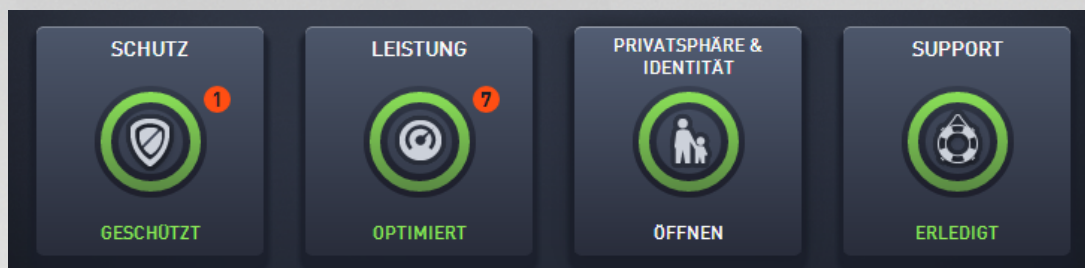 SCHUTZ
1
GESCHÜTZT
LEISTUNG
7
OPTIMIERT
PRIVATSPHÄRE &
IDENTITÄT
ÖFFNEN
SUPPORT
ERLEDIGT